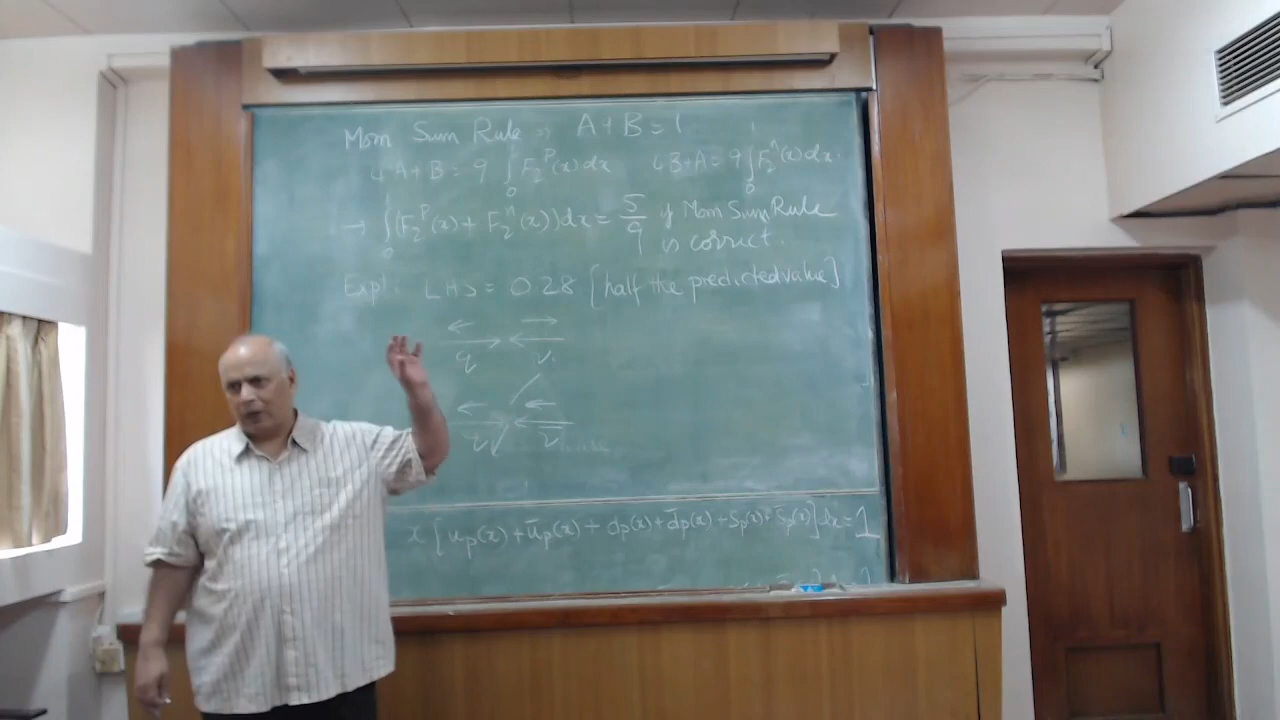 Mom Sum Rule ⇒ A+B=1
4A+B = 9 ∫₀¹ F₂ᵖ(x)dx 4B+A = 9 ∫₀¹ F₂ⁿ(x)dx.
→ ∫₀ (F₂ᵖ(x) + F₂ⁿ(x))dx = 5/9 if Mom Sum Rule
is correct.
Expt: LHS = 0.28 [half the predicted value]
← →
→ ←
q ν
← ←
→ ←
x [uₚ(x)+ūₚ(x) + dₚ(x)+d̄ₚ(x) + Sₚ(x)+S̄ₚ(x)]dx=1